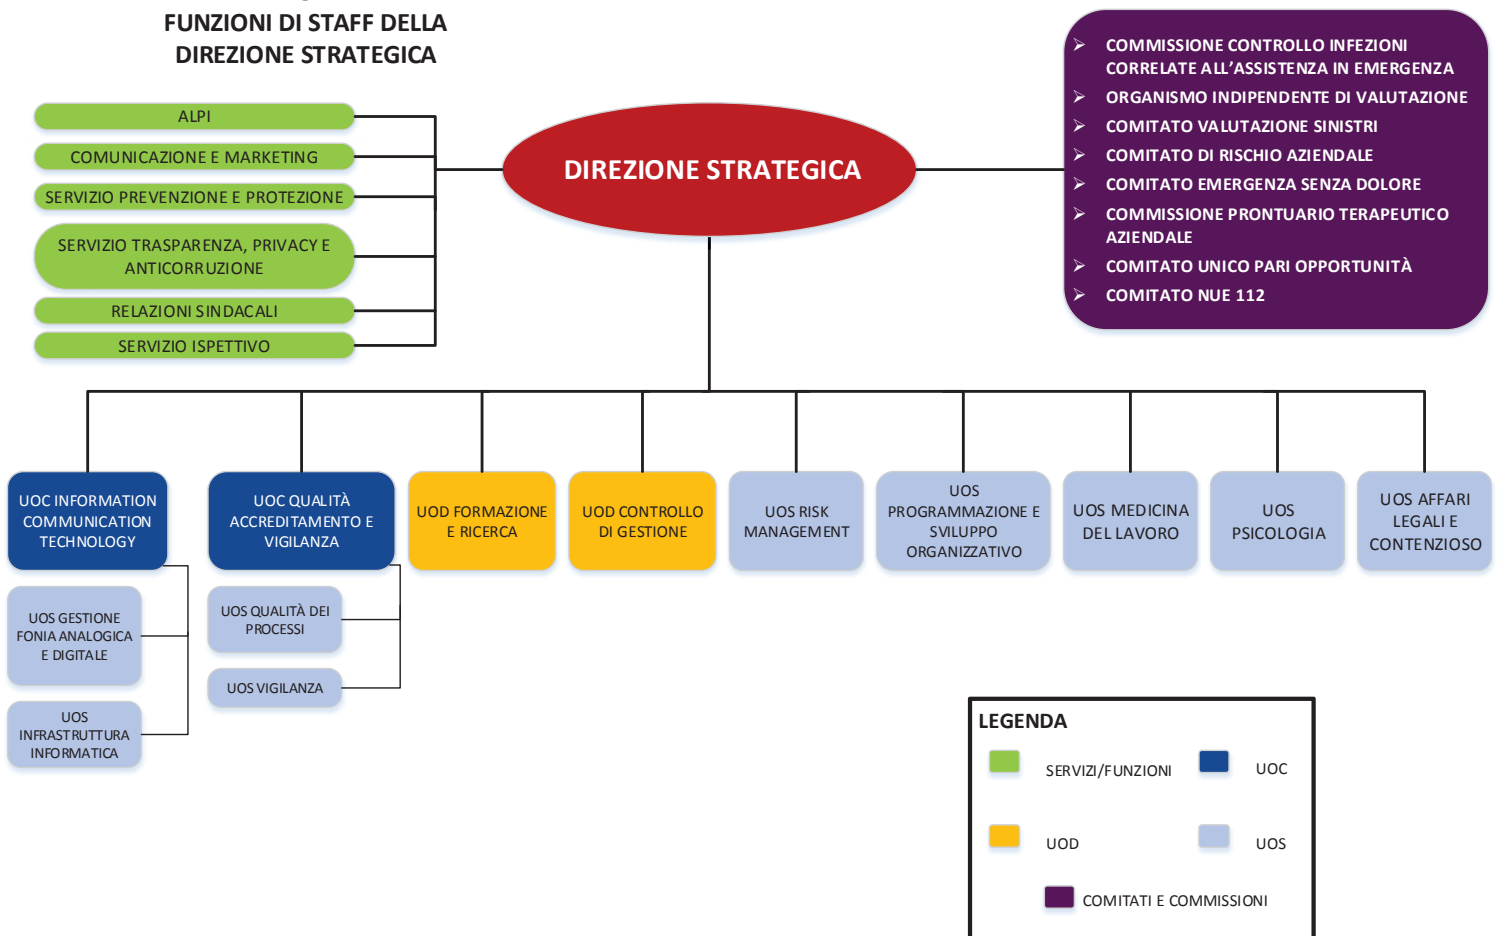 FUNZIONI DI STAFF DELLA
DIREZIONE STRATEGICA
ALPI
COMUNICAZIONE E MARKETING
SERVIZIO PREVENZIONE E PROTEZIONE
SERVIZIO TRASPARENZA, PRIVACY E
ANTICORRUZIONE
RELAZIONI SINDACALI
SERVIZIO ISPETTIVO
DIREZIONE STRATEGICA
➢ COMMISSIONE CONTROLLO INFEZIONI
CORRELATE ALL'ASSISTENZA IN EMERGENZA
➢ ORGANISMO INDIPENDENTE DI VALUTAZIONE
➢ COMITATO VALUTAZIONE SINISTRI
➢ COMITATO DI RISCHIO AZIENDALE
➢ COMITATO EMERGENZA SENZA DOLORE
➢ COMMISSIONE PRONTUARIO TERAPEUTICO
AZIENDALE
➢ COMITATO UNICO PARI OPPORTUNITÀ
➢ COMITATO NUE 112
UOC INFORMATION
COMMUNICATION
TECHNOLOGY
UOC QUALITÀ
ACCREDITAMENTO E
VIGILANZA
UOD FORMAZIONE
E RICERCA
UOD CONTROLLO
DI GESTIONE
UOS RISK
MANAGEMENT
UOS
PROGRAMMAZIONE E
SVILUPPO
ORGANIZZATIVO
UOS MEDICINA
DEL LAVORO
UOS
PSICOLOGIA
UOS AFFARI
LEGALI E
CONTENZIOSO
UOS GESTIONE
FONIA ANALOGICA
E DIGITALE
UOS
INFRASTRUTTURA
INFORMATICA
UOS QUALITÀ DEI
PROCESSI
UOS VIGILANZA
LEGENDA
SERVIZI/FUNZIONI
UOC
UOD
UOS
COMITATI E COMMISSIONI